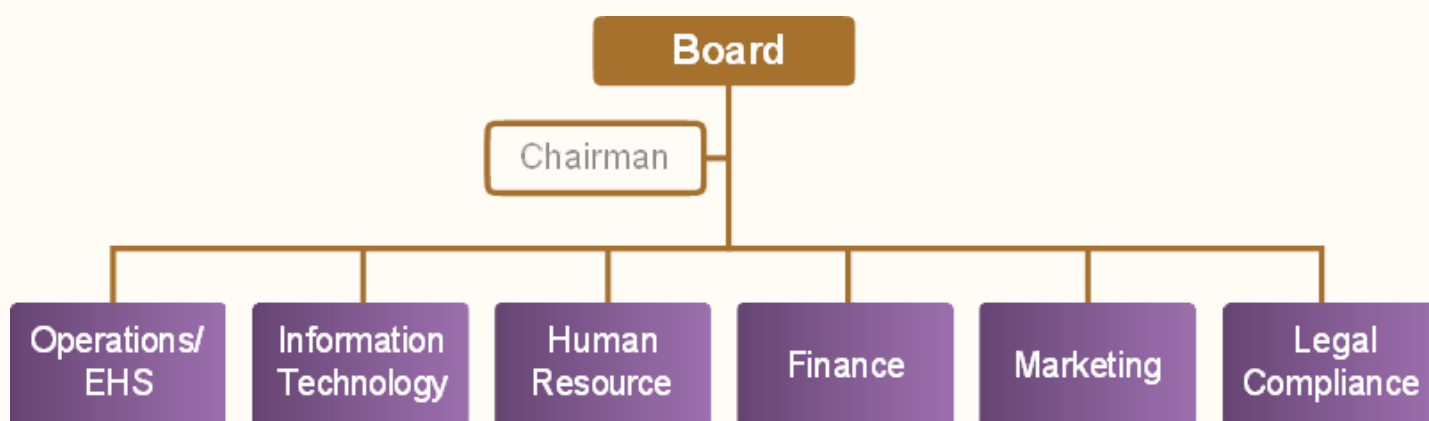 Board
Chairman
Operations/
EHS
Information
Technology
Human
Resource
Finance
Marketing
Legal
Compliance